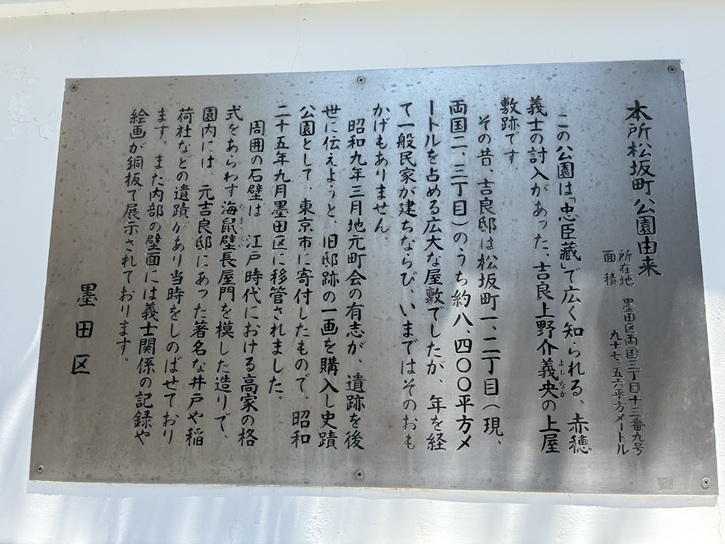 本所松坂町公園由来
所在地 墨田区両国三丁目十三番九号
面積 九十七、五六平方メートル
この公園は「忠臣蔵」で広く知られる、赤穂
義士の討入があった、吉良上野介義央の上屋
よしなか
敷跡です
その昔、吉良邸は松坂町一、二丁目(現、
両国二、三丁目)の、うち約八、四〇〇平方メ
ートルを占める広大な屋敷でしたが、年を経
て一般民家が建ちならび、いまではそのおも
かげもありません
昭和九年三月地元町会の有志が、遺跡を後
世に伝えようと、旧邸跡の一画を購入し史蹟
公園として、東京市に寄付したもので、昭和
二十五年九月墨田区に移管されました。
周囲の石壁は、江戸時代における高家の格
式をあらわす海鼠壁長屋門を模した造りで、
なまこかべ
園内には、元吉良邸にあった著名な井戸や稲
荷社などの遺蹟があり当時をしのばせており
ます、また内部の壁面には義士関係の記録や
絵画が銅板で展示されております。
墨田区